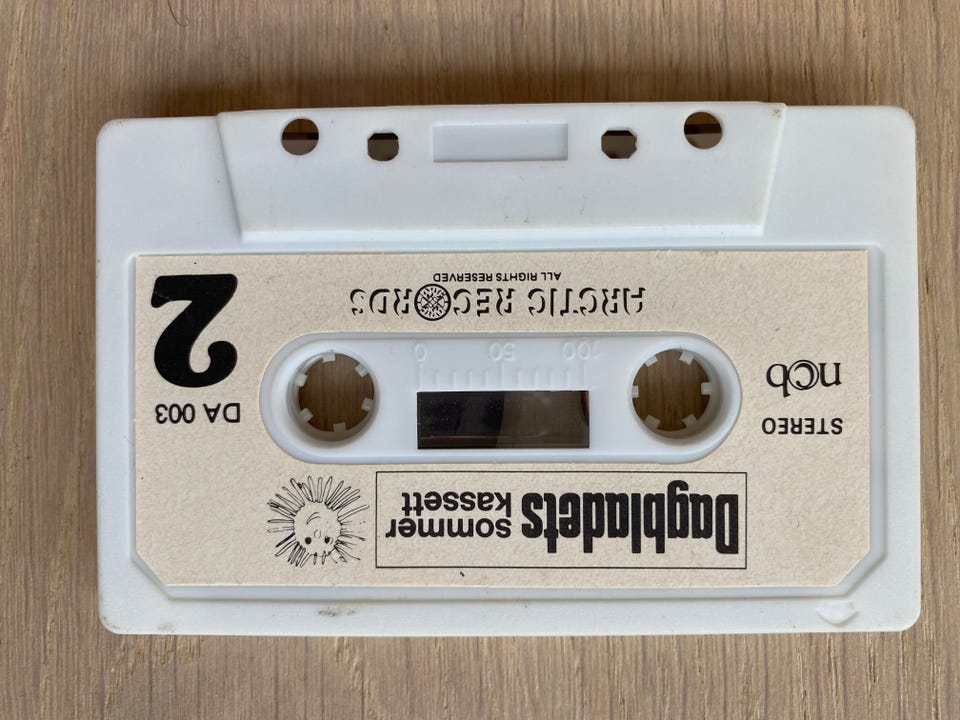 Dagbladets sommer
kassett
STEREO
ncb
DA 003
2
100 50 0
ARCTIC RECORDS
ALL RIGHTS RESERVED